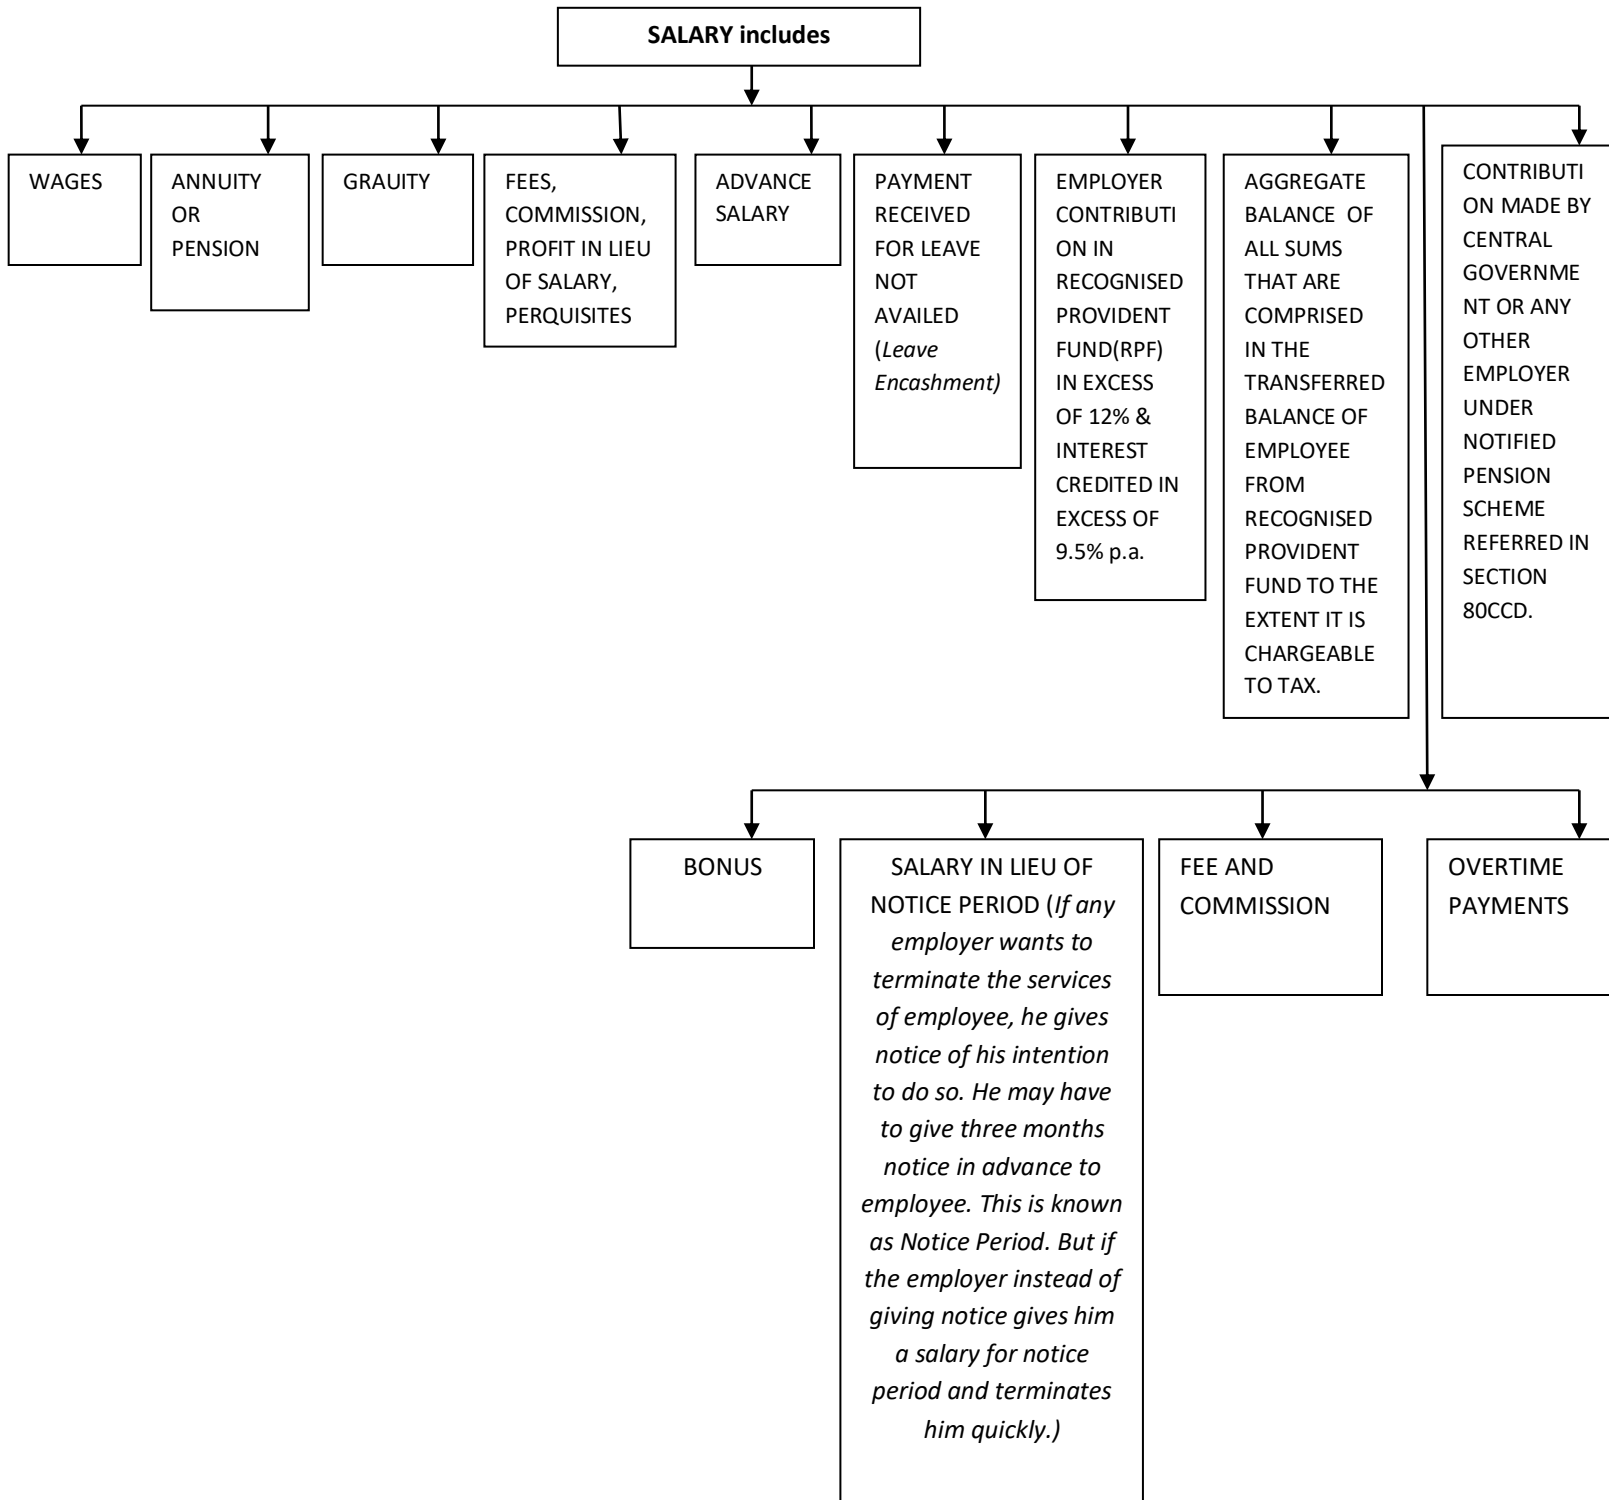 SALARY includes
WAGES
ANNUITY
OR
PENSION
GRAUITY
FEES,
COMMISSION,
PROFIT IN LIEU
OF SALARY,
PERQUISITES
ADVANCE
SALARY
PAYMENT
RECEIVED
FOR LEAVE
NOT
AVAILED
(Leave
Encashment)
EMPLOYER
CONTRIBUTI
ON IN
RECOGNISED
PROVIDENT
FUND(RPF)
IN EXCESS
OF 12% &
INTEREST
CREDITED IN
EXCESS OF
9.5% p.a.
AGGREGATE
BALANCE OF
ALL SUMS
THAT ARE
COMPRISED
IN THE
TRANSFERRED
BALANCE OF
EMPLOYEE
FROM
RECOGNISED
PROVIDENT
FUND TO THE
EXTENT IT IS
CHARGEABLE
TO TAX.
CONTRIBUTI
ON MADE BY
CENTRAL
GOVERNME
NT OR ANY
OTHER
EMPLOYER
UNDER
NOTIFIED
PENSION
SCHEME
REFERRED IN
SECTION
80CCD.
BONUS
SALARY IN LIEU OF
NOTICE PERIOD (If any
employer wants to
terminate the services
of employee, he gives
notice of his intention
to do so. He may have
to give three months
notice in advance to
employee. This is known
as Notice Period. But if
the employer instead of
giving notice gives him
a salary for notice
period and terminates
him quickly.)
FEE AND
COMMISSION
OVERTIME
PAYMENTS